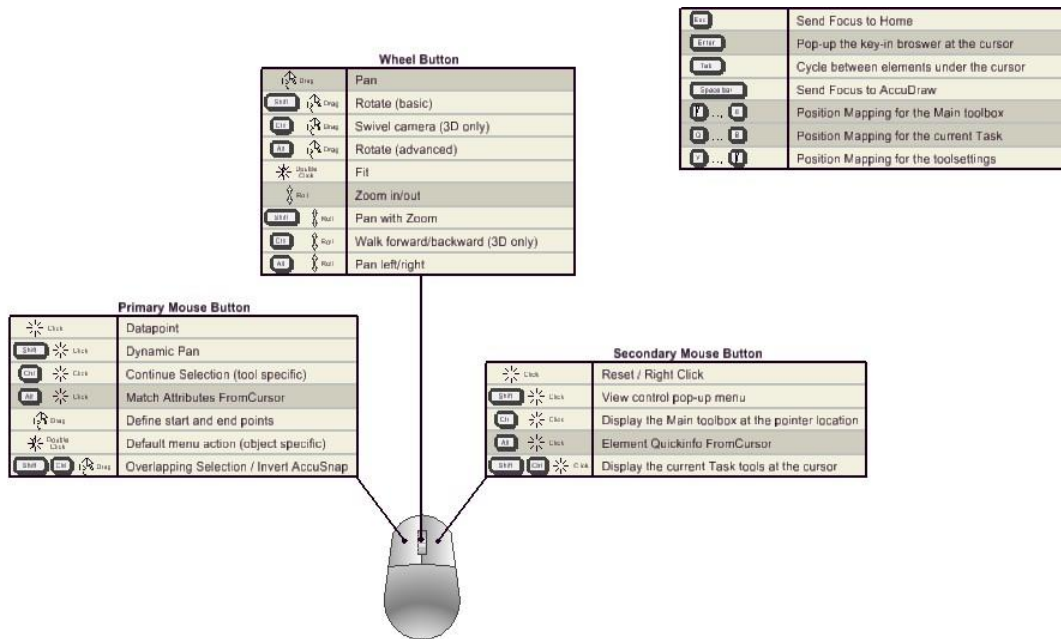 Esc Send Focus to Home
Enter Pop-up the key-in broswer at the cursor
Tab Cycle between elements under the cursor
Space bar Send Focus to AccuDraw
Position Mapping for the Main toolbox
Q ... B Position Mapping for the current Task
Position Mapping for the toolsettings
Wheel Button
Drag Pan
Shift Drag Rotate (basic)
Ctrl Drag Swivel camera (3D only)
Alt Drag Rotate (advanced)
Double Click Fit
Roll Zoom in/out
Shift Roll Pan with Zoom
Ctrl Roll Walk forward/backward (3D only)
Alt Roll Pan left/right
Primary Mouse Button
Click Datapoint
Shift Click Dynamic Pan
Ctrl Click Continue Selection (tool specific)
Alt Click Match Attributes FromCursor
Drag Define start and end points
Double Click Default menu action (object specific)
Shift Ctrl Drag Overlapping Selection / Invert AccuSnap
Secondary Mouse Button
Click Reset / Right Click
Shift Click View control pop-up menu
Ctrl Click Display the Main toolbox at the pointer location
Alt Click Element Quickinfo FromCursor
Shift Ctrl Click Display the current Task tools at the cursor